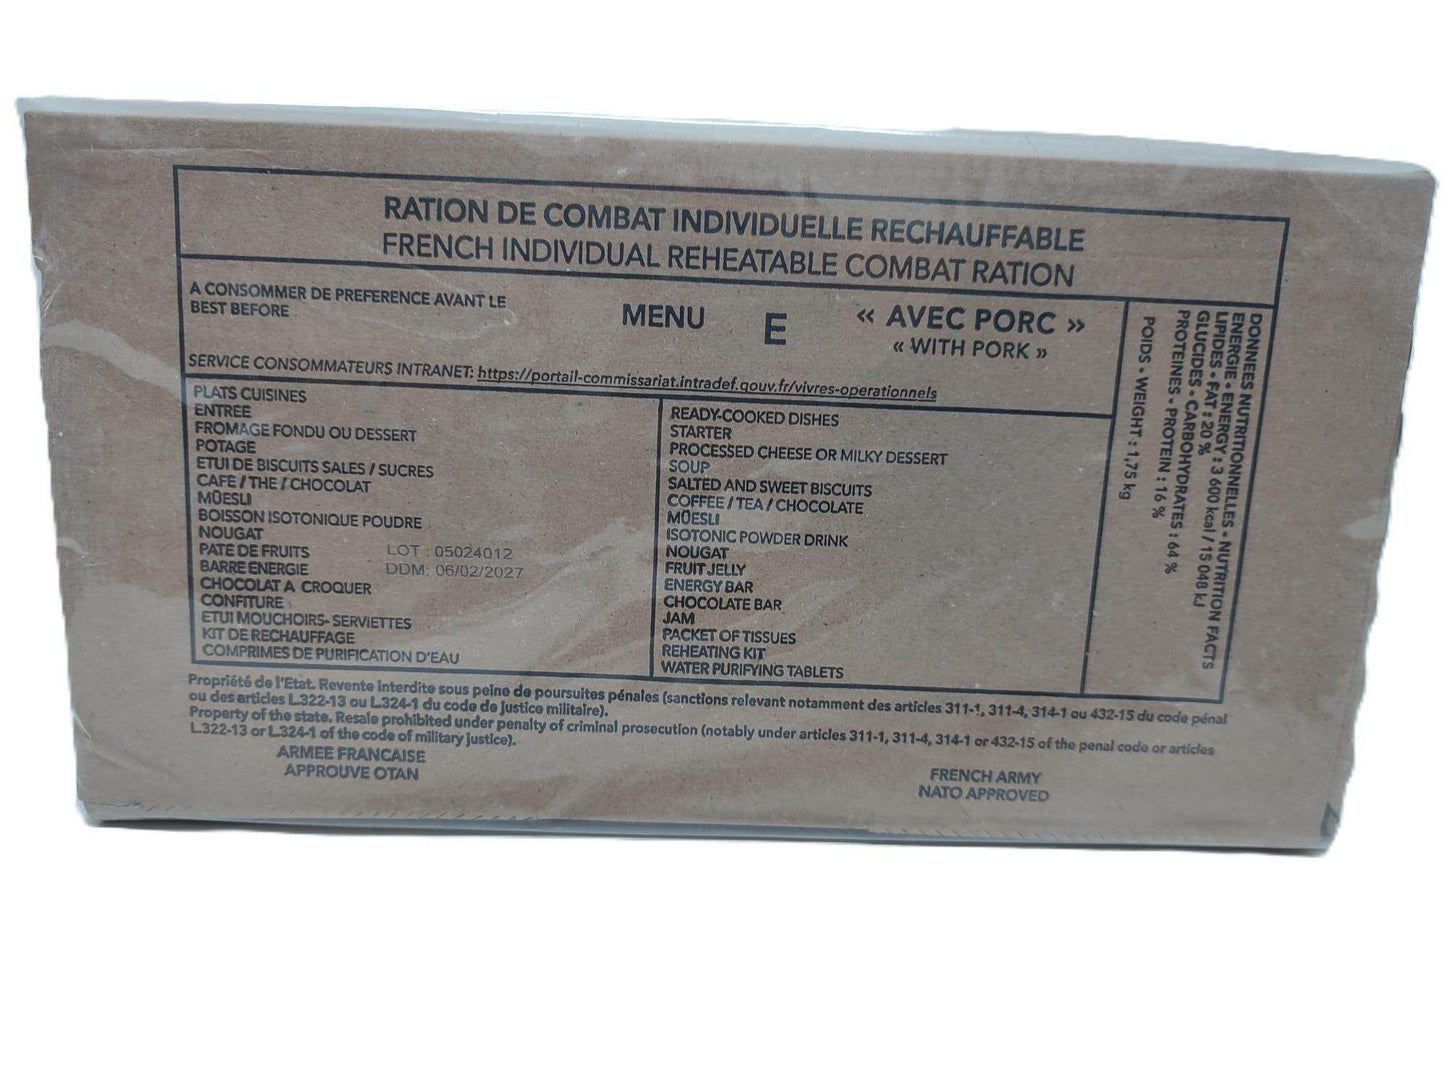 RATION DE COMBAT INDIVIDUELLE RECHAUFFABLE
FRENCH INDIVIDUAL REHEATABLE COMBAT RATION
A CONSOMMER DE PREFERENCE AVANT LE
BEST BEFORE
MENU E « AVEC PORC »
« WITH PORK »
SERVICE CONSOMMATEURS INTRANET: https://portail-commissariat.intradef.gouv.fr/vivres-operationnels
PLATS CUISINES
ENTREE
FROMAGE FONDU OU DESSERT
POTAGE
ETUI DE BISCUITS SALES / SUCRES
CAFE / THE / CHOCOLAT
MÜESLI
BOISSON ISOTONIQUE POUDRE
NOUGAT
PATE DE FRUITS
BARRE ENERGIE
CHOCOLAT A CROQUER
CONFITURE
ETUI MOUCHOIRS- SERVIETTES
KIT DE RECHAUFFAGE
COMPRIMES DE PURIFICATION D'EAU
LOT : 05024012
DDM: 06/02/2027
READY-COOKED DISHES
STARTER
PROCESSED CHEESE OR MILKY DESSERT
SOUP
SALTED AND SWEET BISCUITS
COFFEE / TEA / CHOCOLATE
MÜESLI
ISOTONIC POWDER DRINK
NOUGAT
FRUIT JELLY
ENERGY BAR
CHOCOLATE BAR
JAM
PACKET OF TISSUES
REHEATING KIT
WATER PURIFYING TABLETS
DONNEES NUTRITIONNELLES - NUTRITION FACTS
ENERGIE - ENERGY : 3 600 kcal / 15 048 kJ
LIPIDES - FAT : 20 %
GLUCIDES - CARBOHYDRATES : 64 %
PROTEINES - PROTEIN : 16 %
POIDS - WEIGHT : 1,75 kg
Propriété de l'Etat. Revente interdite sous peine de poursuites pénales (sanctions relevant notamment des articles 311-1, 311-4, 314-1 ou 432-15 du code pénal
ou des articles L.322-13 ou L.324-1 du code de justice militaire).
Property of the state. Resale prohibited under penalty of criminal prosecution (notably under articles 311-1, 311-4, 314-1 or 432-15 of the penal code or articles
L.322-13 or L.324-1 of the code of military justice).
ARMEE FRANCAISE
APPROUVE OTAN
FRENCH ARMY
NATO APPROVED